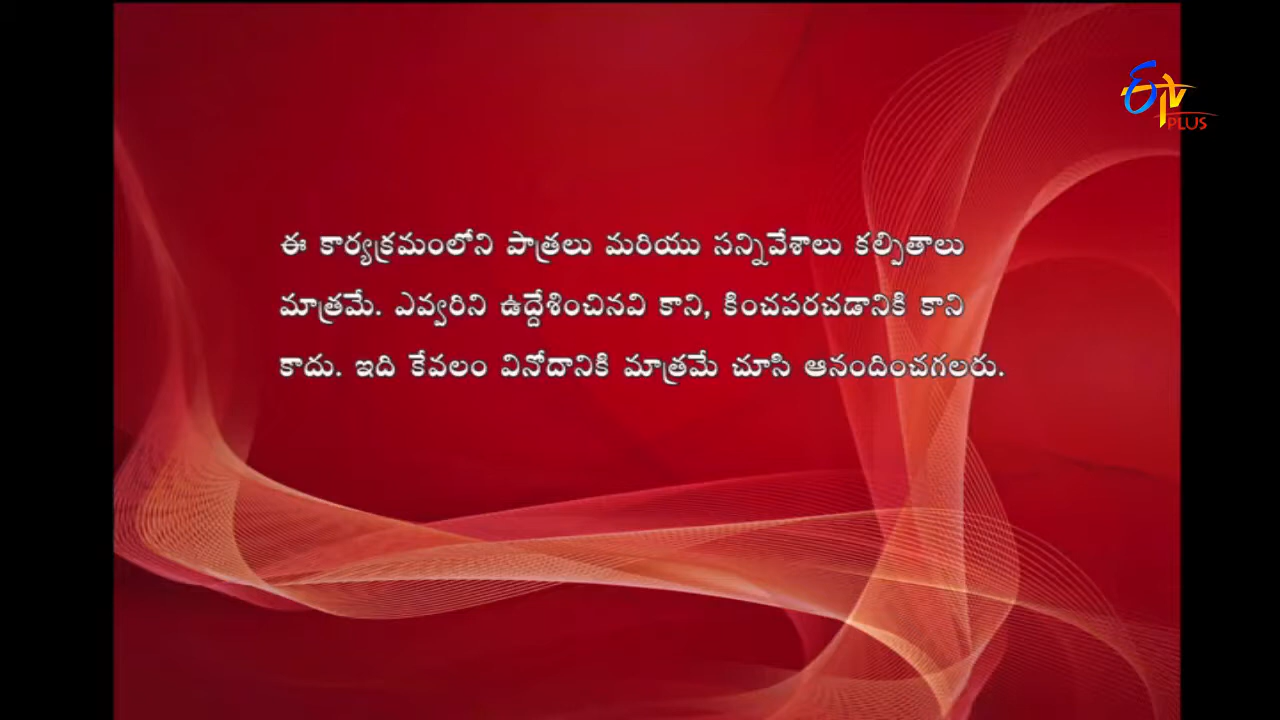 ETV
PLUS
ఈ కార్యక్రమంలోని పాత్రలు మరియు సన్నివేశాలు కల్పితాలు
మాత్రమే. ఎవ్వరిని ఉద్దేశించినవి కాని, కించపరచడానికి కాని
కాదు. ఇది కేవలం వినోదానికి మాత్రమే చూసి ఆనందించగలరు.